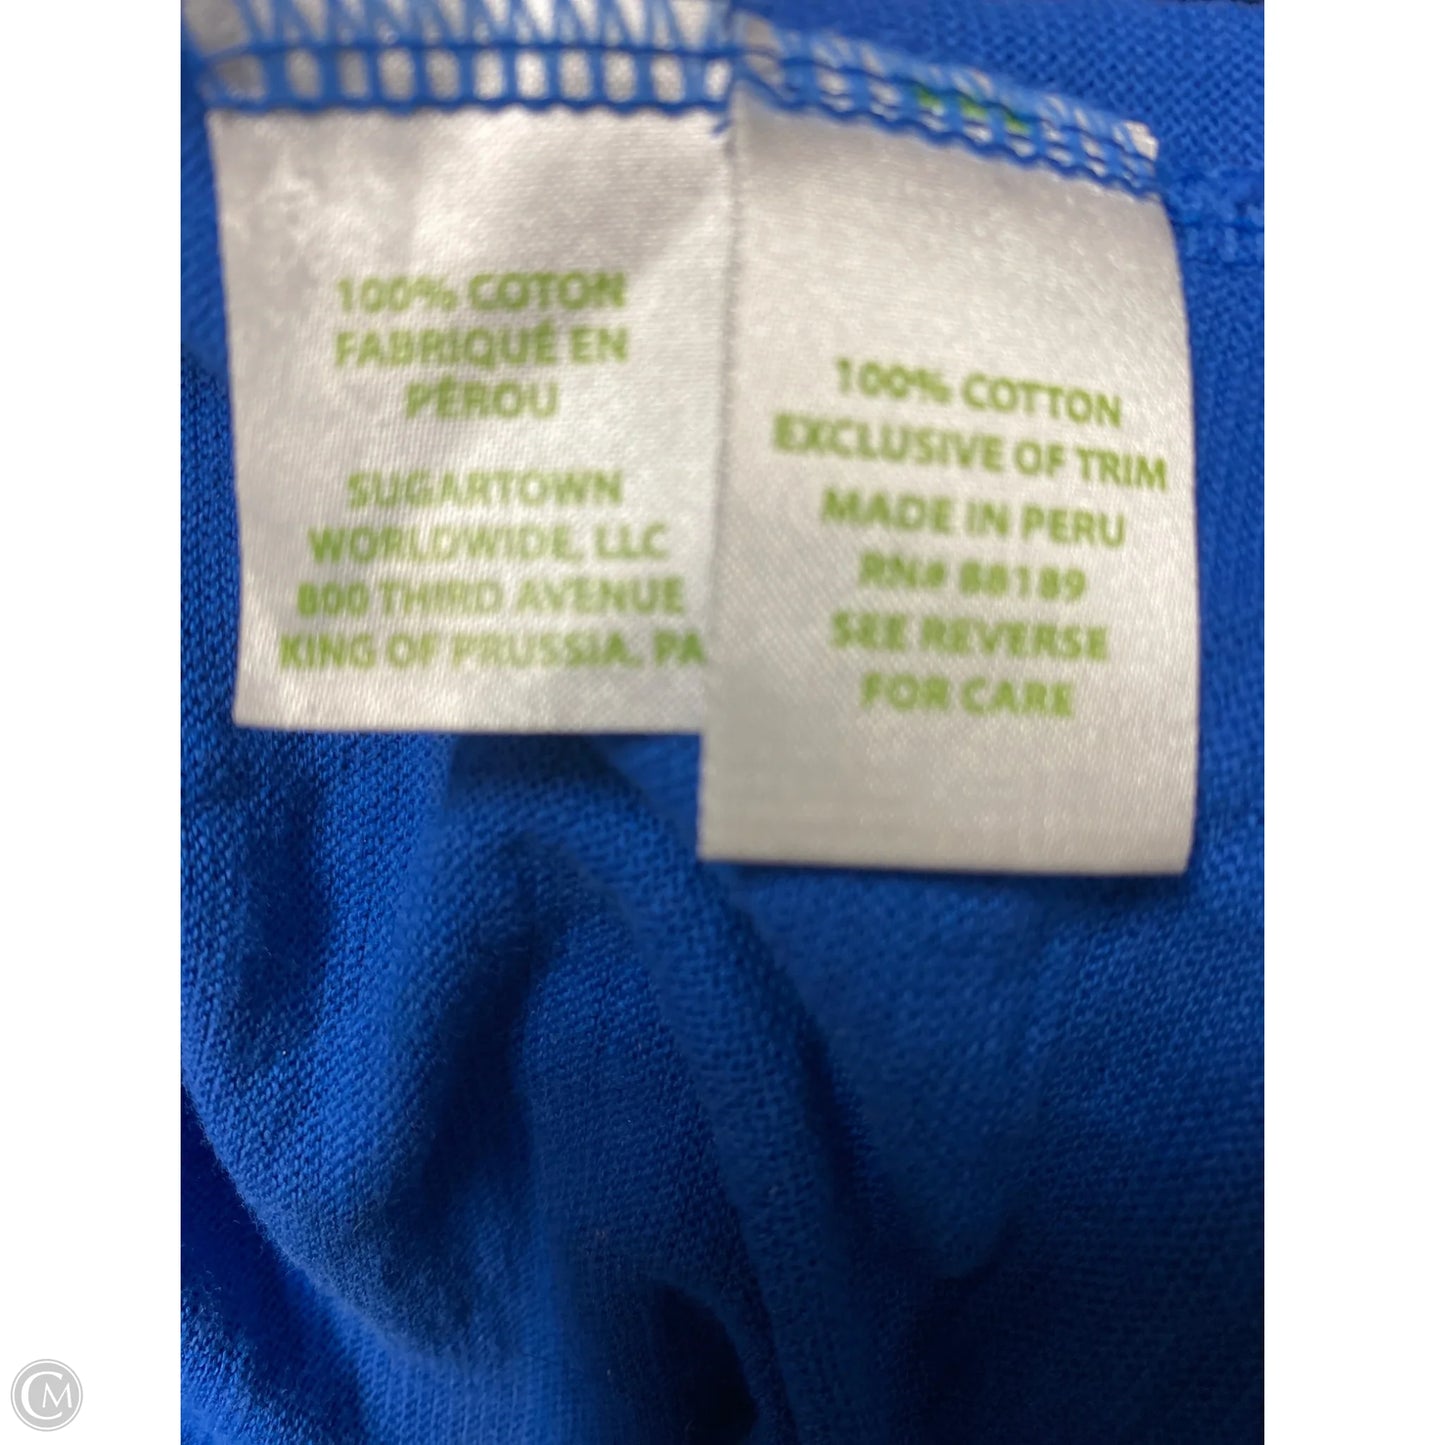 100% COTON
FABRIQUÉ EN
PÉROU
SUGARTOWN
WORLDWIDE, LLC
800 THIRD AVENUE
KING OF PRUSSIA, PA
100% COTTON
EXCLUSIVE OF TRIM
MADE IN PERU
RN# 88189
SEE REVERSE
FOR CARE
CM